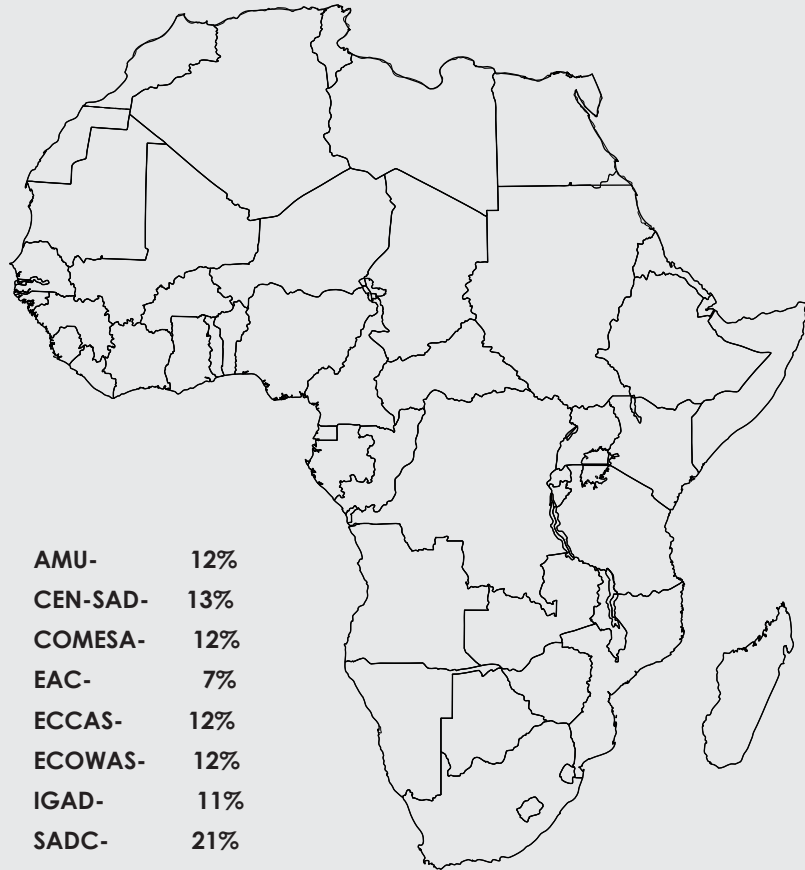 AMU- 12%
CEN-SAD- 13%
COMESA- 12%
EAC- 7%
ECCAS- 12%
ECOWAS- 12%
IGAD- 11%
SADC- 21%